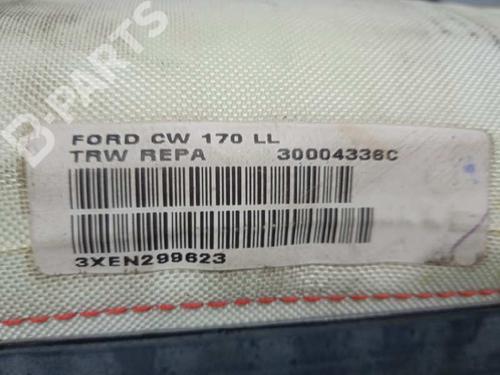 B-PARTS
FORD CW 170 LL
TRW REPA 30004336C
3XEN299623